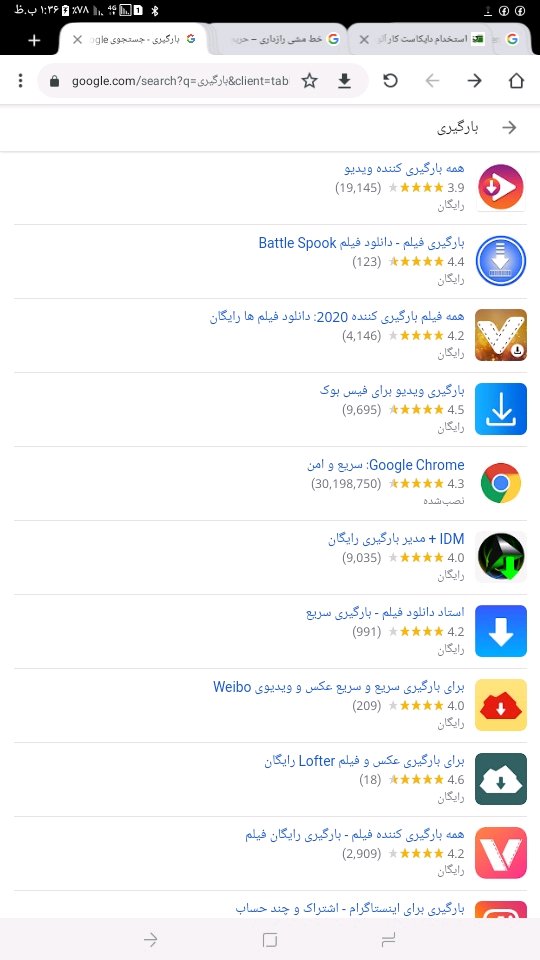 ۱:۳۶ ب.ظ ۷۸٪ 4G
بارگیری - جستجوی gle
خط مشی رازداری – حریم
استخدام دایکاست کار آلو
google.com/search?q=بارگیری&client=tabl
بارگیری
همه بارگیری کننده ویدیو
3.9 (19,145)
رایگان
بارگیری فیلم - دانلود فیلم Battle Spook
4.4 (123)
رایگان
همه فیلم بارگیری کننده 2020: دانلود فیلم ها رایگان
4.2 (4,146)
رایگان
بارگیری ویدیو برای فیس بوک
4.5 (9,695)
رایگان
Google Chrome: سریع و امن
4.3 (30,198,750)
نصب‌شده
IDM + مدیر بارگیری رایگان
4.0 (9,035)
رایگان
استاد دانلود فیلم - بارگیری سریع
4.2 (991)
رایگان
برای بارگیری سریع و سریع عکس و ویدیوی Weibo
4.0 (209)
رایگان
برای بارگیری عکس و فیلم Lofter رایگان
4.6 (18)
رایگان
همه بارگیری کننده فیلم - بارگیری رایگان فیلم
4.2 (2,909)
رایگان
بارگیری برای اینستاگرام - اشتراک و چند حساب